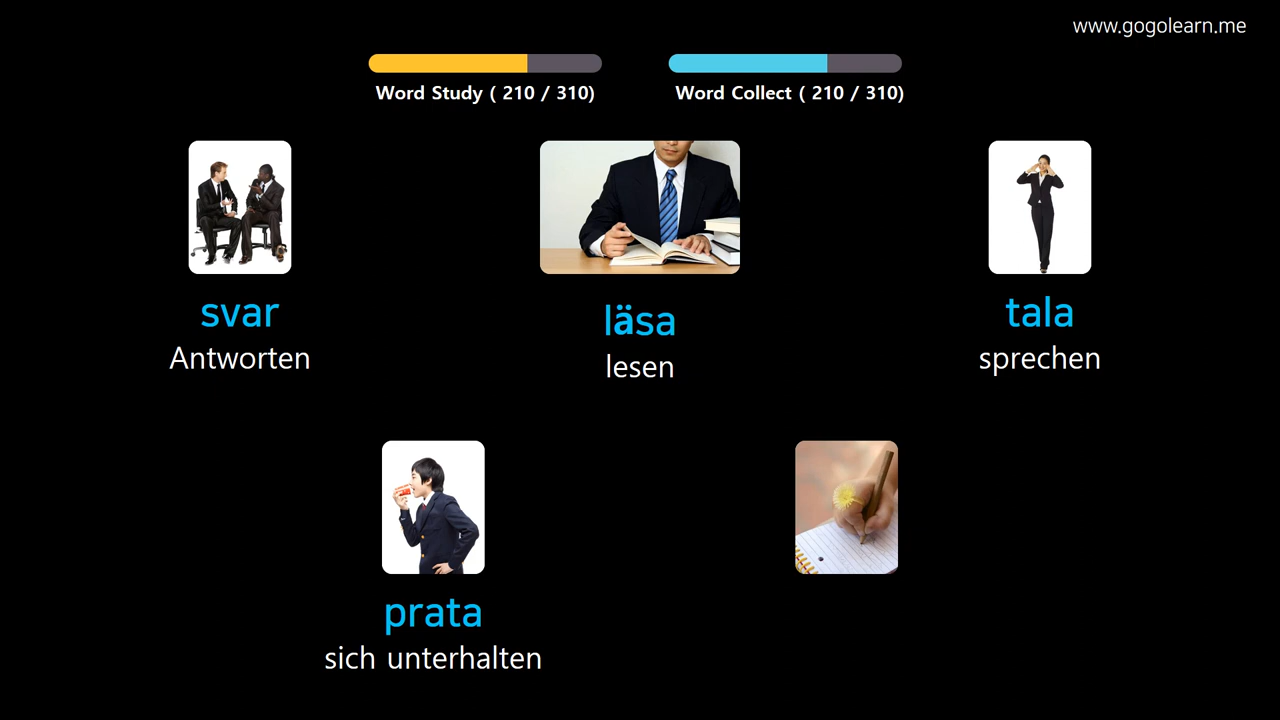 www.gogolearn.me
Word Study ( 210 / 310)
Word Collect ( 210 / 310)
svar
Antworten
läsa
lesen
tala
sprechen
prata
sich unterhalten